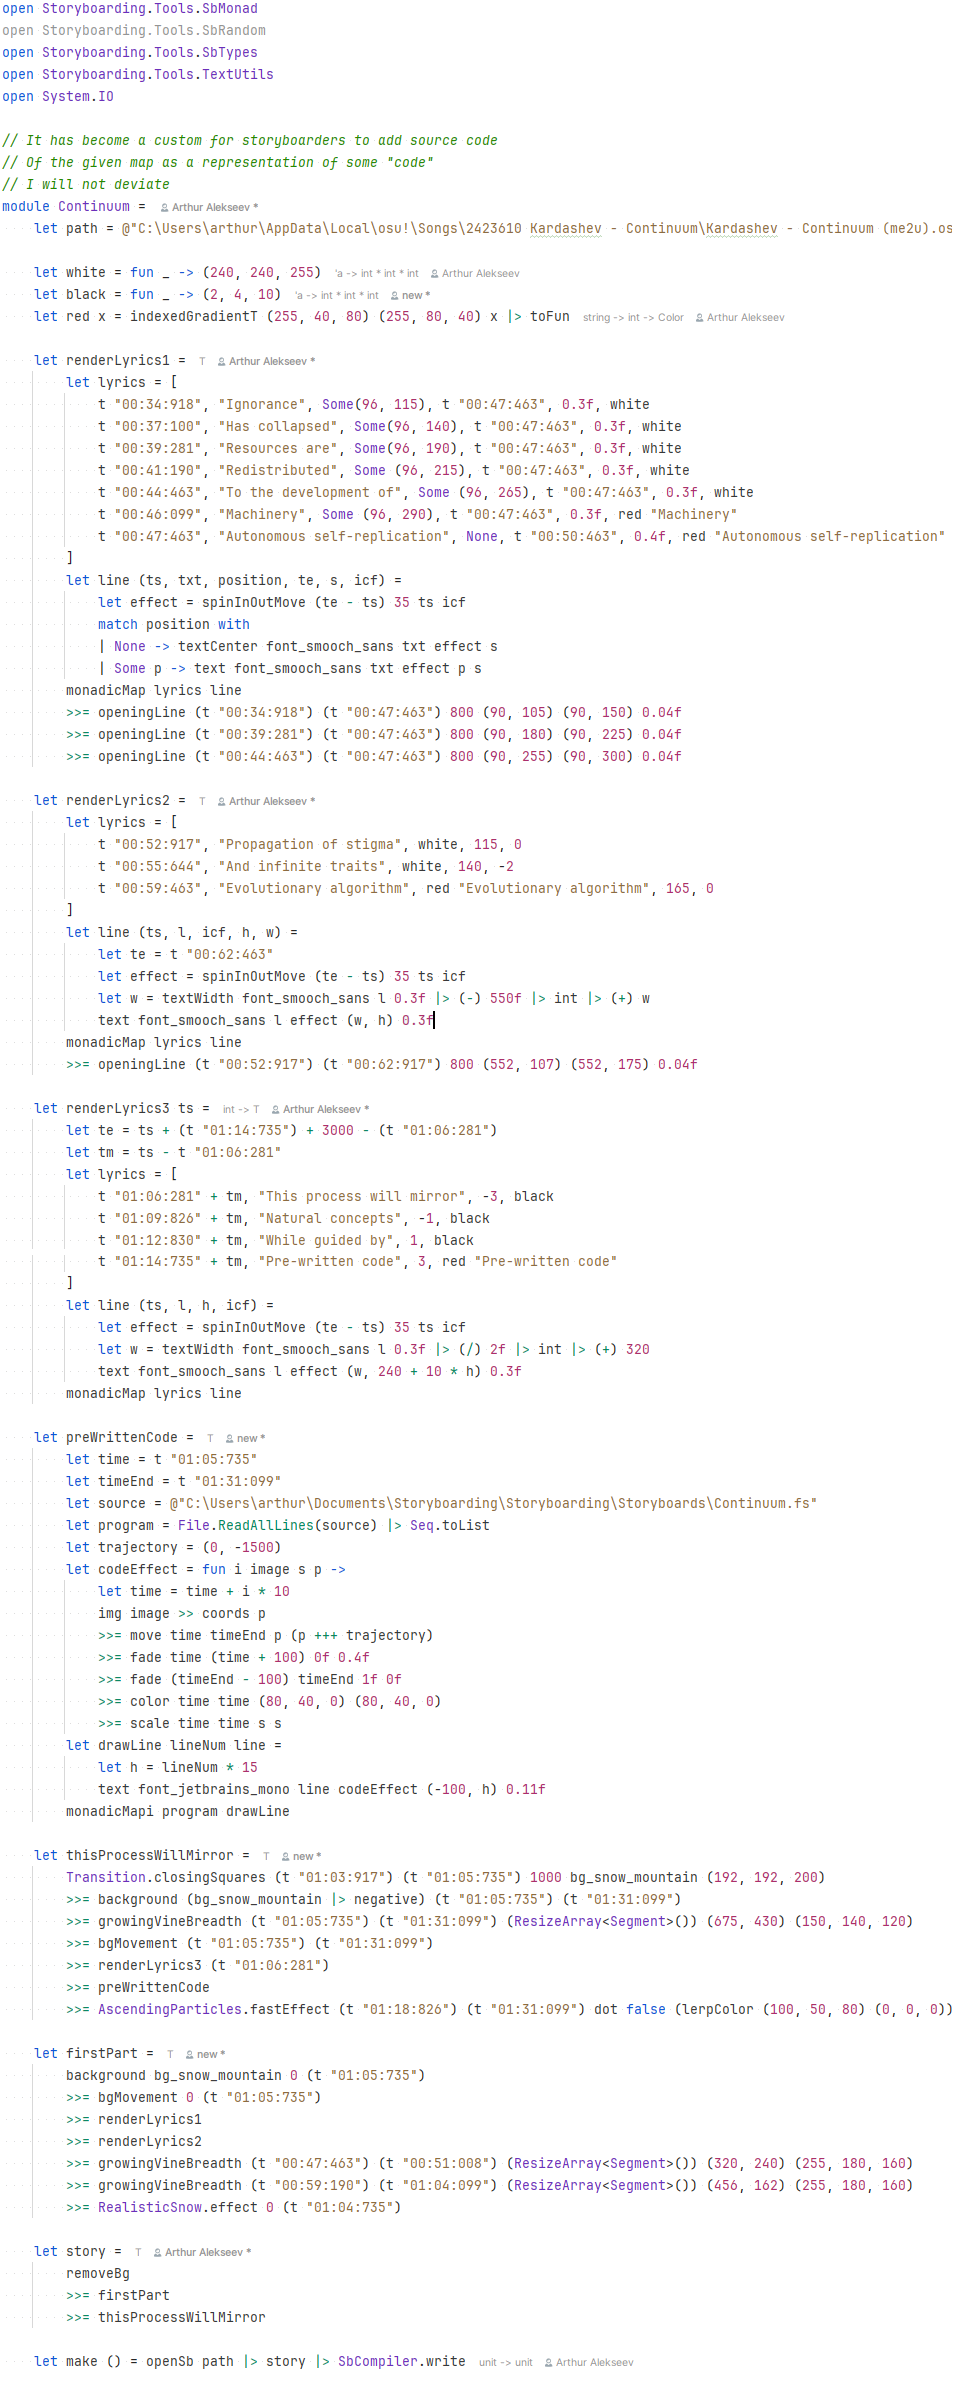 open Storyboarding.Tools.SbMonad
open Storyboarding.Tools.SbRandom
open Storyboarding.Tools.SbTypes
open Storyboarding.Tools.TextUtils
open System.IO

// It has become a custom for storyboarders to add source code
// Of the given map as a representation of some "code"
// I will not deviate
module Continuum = Arthur Alekseev *
    let path = @"C:\Users\arthur\AppData\Local\osu!\Songs\2423610 Kardashev - Continuum\Kardashev - Continuum (me2u).os

    let white = fun _ -> (240, 240, 255) 'a -> int * int * int Arthur Alekseev
    let black = fun _ -> (2, 4, 10) 'a -> int * int * int new *
    let red x = indexedGradientT (255, 40, 80) (255, 80, 40) x |> toFun string -> int -> Color Arthur Alekseev

    let renderLyrics1 = T Arthur Alekseev *
        let lyrics = [
            t "00:34:918", "Ignorance", Some(96, 115), t "00:47:463", 0.3f, white
            t "00:37:100", "Has collapsed", Some(96, 140), t "00:47:463", 0.3f, white
            t "00:39:281", "Resources are", Some(96, 190), t "00:47:463", 0.3f, white
            t "00:41:190", "Redistributed", Some (96, 215), t "00:47:463", 0.3f, white
            t "00:44:463", "To the development of", Some (96, 265), t "00:47:463", 0.3f, white
            t "00:46:099", "Machinery", Some (96, 290), t "00:47:463", 0.3f, red "Machinery"
            t "00:47:463", "Autonomous self-replication", None, t "00:50:463", 0.4f, red "Autonomous self-replication"
        ]
        let line (ts, txt, position, te, s, icf) =
            let effect = spinInOutMove (te - ts) 35 ts icf
            match position with
            | None -> textCenter font_smooch_sans txt effect s
            | Some p -> text font_smooch_sans txt effect p s
        monadicMap lyrics line
        >>= openingLine (t "00:34:918") (t "00:47:463") 800 (90, 105) (90, 150) 0.04f
        >>= openingLine (t "00:39:281") (t "00:47:463") 800 (90, 180) (90, 225) 0.04f
        >>= openingLine (t "00:44:463") (t "00:47:463") 800 (90, 255) (90, 300) 0.04f

    let renderLyrics2 = T Arthur Alekseev *
        let lyrics = [
            t "00:52:917", "Propagation of stigma", white, 115, 0
            t "00:55:644", "And infinite traits", white, 140, -2
            t "00:59:463", "Evolutionary algorithm", red "Evolutionary algorithm", 165, 0
        ]
        let line (ts, l, icf, h, w) =
            let te = t "00:62:463"
            let effect = spinInOutMove (te - ts) 35 ts icf
            let w = textWidth font_smooch_sans l 0.3f |> (-) 550f |> int |> (+) w
            text font_smooch_sans l effect (w, h) 0.3f
        monadicMap lyrics line
        >>= openingLine (t "00:52:917") (t "00:62:917") 800 (552, 107) (552, 175) 0.04f

    let renderLyrics3 ts = int -> T Arthur Alekseev *
        let te = ts + (t "01:14:735") + 3000 - (t "01:06:281")
        let tm = ts - t "01:06:281"
        let lyrics = [
            t "01:06:281" + tm, "This process will mirror", -3, black
            t "01:09:826" + tm, "Natural concepts", -1, black
            t "01:12:830" + tm, "While guided by", 1, black
            t "01:14:735" + tm, "Pre-written code", 3, red "Pre-written code"
        ]
        let line (ts, l, h, icf) =
            let effect = spinInOutMove (te - ts) 35 ts icf
            let w = textWidth font_smooch_sans l 0.3f |> (/) 2f |> int |> (+) 320
            text font_smooch_sans l effect (w, 240 + 10 * h) 0.3f
        monadicMap lyrics line

    let preWrittenCode = T new *
        let time = t "01:05:735"
        let timeEnd = t "01:31:099"
        let source = @"C:\Users\arthur\Documents\Storyboarding\Storyboarding\Storyboards\Continuum.fs"
        let program = File.ReadAllLines(source) |> Seq.toList
        let trajectory = (0, -1500)
        let codeEffect = fun i image s p ->
            let time = time + i * 10
            img image >> coords p
            >>= move time timeEnd p (p +++ trajectory)
            >>= fade time (time + 100) 0f 0.4f
            >>= fade (timeEnd - 100) timeEnd 1f 0f
            >>= color time time (80, 40, 0) (80, 40, 0)
            >>= scale time time s s
        let drawLine lineNum line =
            let h = lineNum * 15
            text font_jetbrains_mono line codeEffect (-100, h) 0.11f
        monadicMapi program drawLine

    let thisProcessWillMirror = T new *
        Transition.closingSquares (t "01:03:917") (t "01:05:735") 1000 bg_snow_mountain (192, 192, 200)
        >>= background (bg_snow_mountain |> negative) (t "01:05:735") (t "01:31:099")
        >>= growingVineBreadth (t "01:05:735") (t "01:31:099") (ResizeArray<Segment>()) (675, 430) (150, 140, 120)
        >>= bgMovement (t "01:05:735") (t "01:31:099")
        >>= renderLyrics3 (t "01:06:281")
        >>= preWrittenCode
        >>= AscendingParticles.fastEffect (t "01:18:826") (t "01:31:099") dot false (lerpColor (100, 50, 80) (0, 0, 0))

    let firstPart = T new *
        background bg_snow_mountain 0 (t "01:05:735")
        >>= bgMovement 0 (t "01:05:735")
        >>= renderLyrics1
        >>= renderLyrics2
        >>= growingVineBreadth (t "00:47:463") (t "00:51:008") (ResizeArray<Segment>()) (320, 240) (255, 180, 160)
        >>= growingVineBreadth (t "00:59:190") (t "01:04:099") (ResizeArray<Segment>()) (456, 162) (255, 180, 160)
        >>= RealisticSnow.effect 0 (t "01:04:735")

    let story = T Arthur Alekseev *
        removeBg
        >>= firstPart
        >>= thisProcessWillMirror

    let make () = openSb path |> story |> SbCompiler.write unit -> unit Arthur Alekseev